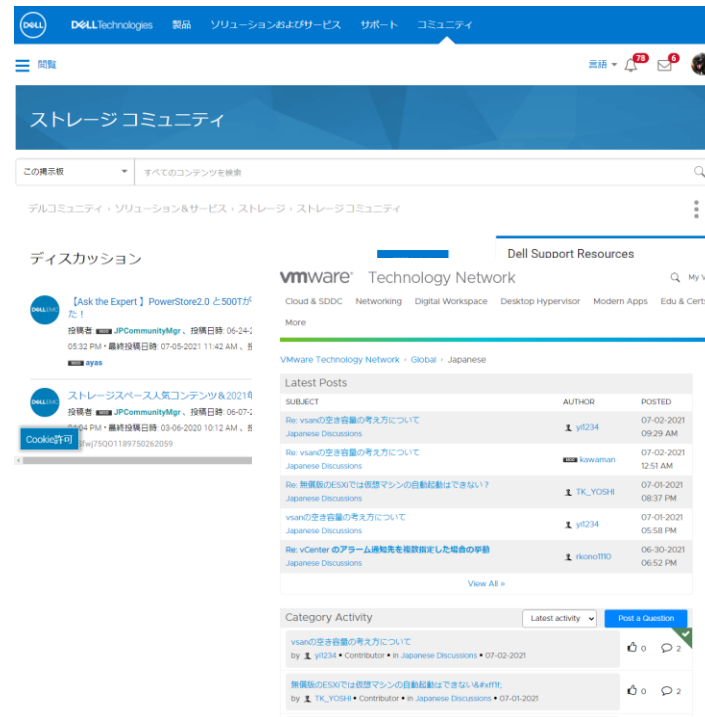 DELL
DELLTechnologies 製品 ソリューションおよびサービス サポート コミュニティ
閲覧
言語
78
6
ストレージ コミュニティ
この掲示板
すべてのコンテンツを検索
デルコミュニティ › ソリューション&サービス › ストレージ › ストレージ コミュニティ
ディスカッション
DELLEMC
【Ask the Expert 】PowerStore2.0 と500Tが
た！
投稿者 MOD JPCommunityMgr 、投稿日時: 06-24-2
05:32 PM • 最終投稿日時: 07-05-2021 11:42 AM 、
MOD ayas
DELLEMC
ストレージスペース人気コンテンツ&2021年
投稿者 MOD JPCommunityMgr 、投稿日時: 06-07-2
04 PM • 最終投稿日時: 03-06-2020 10:12 AM 、
Cookie許可
fwj75QO1189750262059
Dell Support Resources
vmware Technology Network
My V
Cloud & SDDC Networking Digital Workspace Desktop Hypervisor Modern Apps Edu & Certs
More
VMware Technology Network › Global › Japanese
Latest Posts
SUBJECT AUTHOR POSTED
Re: vsanの空き容量の考え方について
Japanese Discussions
yi1234
07-02-2021
09:29 AM
Re: vsanの空き容量の考え方について
Japanese Discussions
MOD kawaman
07-02-2021
12:51 AM
Re: 無償版のESXiでは仮想マシンの自動起動はできない？
Japanese Discussions
TK_YOSHI
07-01-2021
08:37 PM
vsanの空き容量の考え方について
Japanese Discussions
yi1234
07-01-2021
05:58 PM
Re: vCenter のアラーム通知先を複数指定した場合の挙動
Japanese Discussions
rkono1110
06-30-2021
06:52 PM
View All »
Category Activity
Latest activity
Post a Question
vsanの空き容量の考え方について
by yi1234 • Contributor • in Japanese Discussions • 07-02-2021
0 2
無償版のESXiでは仮想マシンの自動起動はできない&#xff1f;
by TK_YOSHI • Contributor • in Japanese Discussions • 07-01-2021
0 2